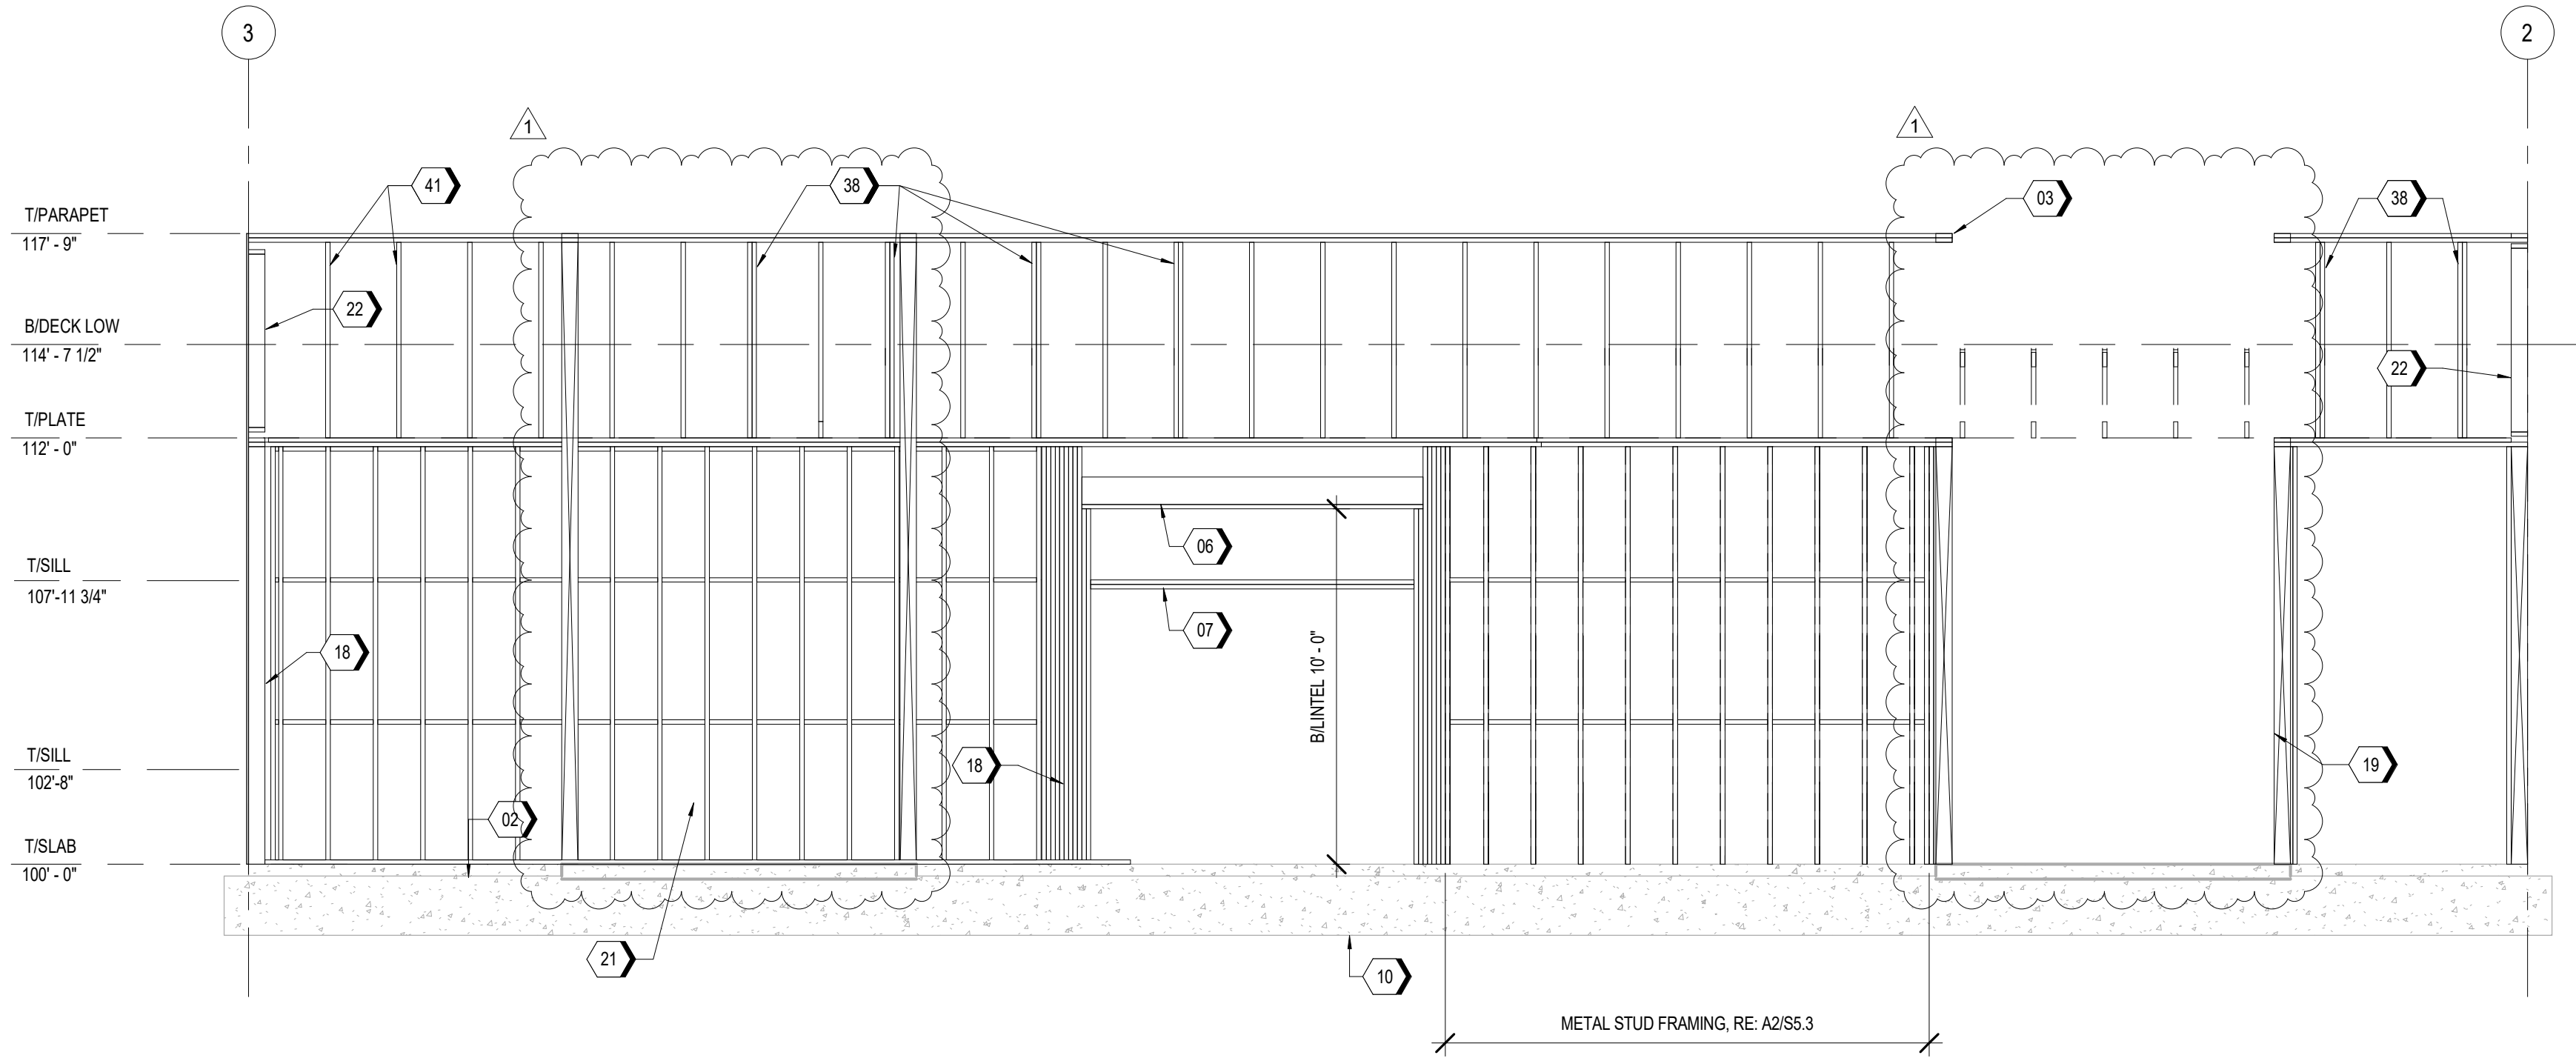 3
2
1
1
41
38
03
38
T/PARAPET
117' - 9"
22
B/DECK LOW
114' - 7 1/2"
22
T/PLATE
112' - 0"
06
T/SILL
107'-11 3/4"
07
18
B/LINTEL 10' - 0"
T/SILL
102'-8"
18
19
02
T/SLAB
100' - 0"
21
10
METAL STUD FRAMING, RE: A2/S5.3